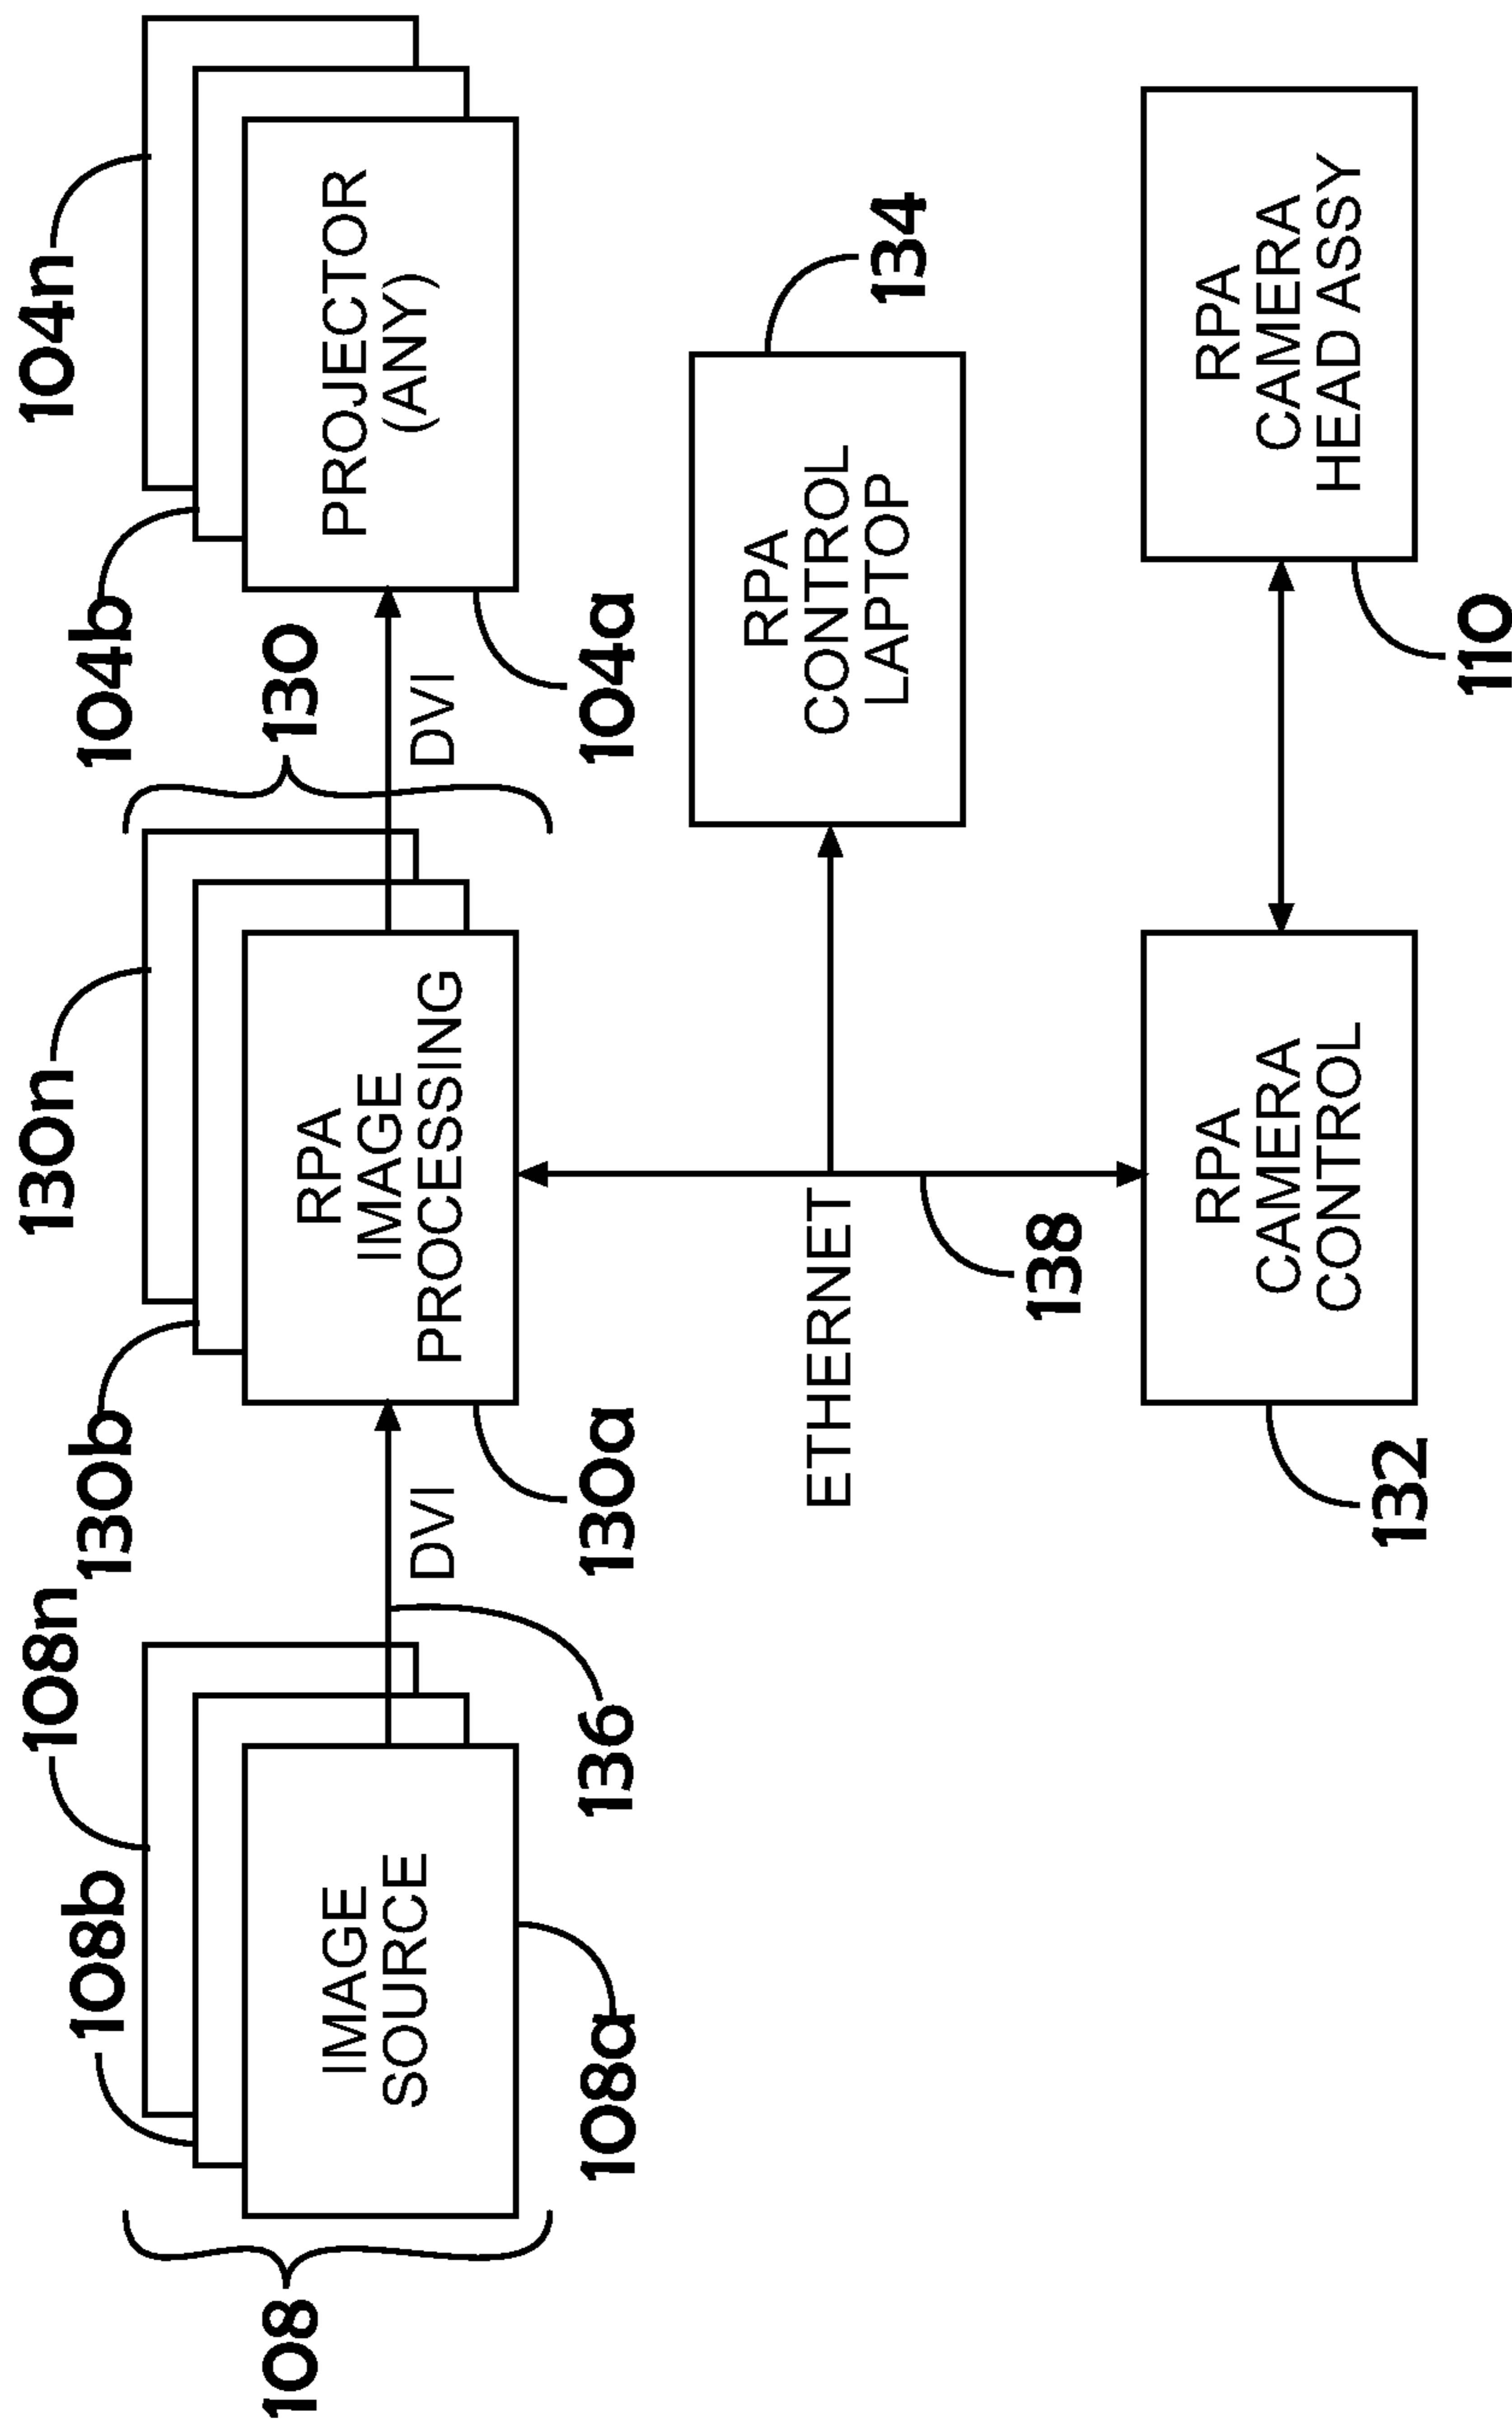 108
108b
108n
IMAGE
SOURCE
108a
136
DVI
130b
130n
130
RPA
IMAGE
PROCESSING
130a
DVI
104b
104n
PROJECTOR
(ANY)
104a
ETHERNET
138
RPA
CONTROL
LAPTOP
134
RPA
CAMERA
CONTROL
132
RPA
CAMERA
HEAD ASSY
110